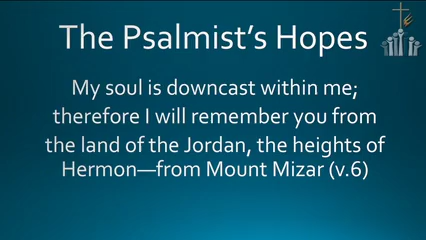 The Psalmist’s Hopes
My soul is downcast within me;
therefore I will remember you from
the land of the Jordan, the heights of
Hermon—from Mount Mizar (v.6)